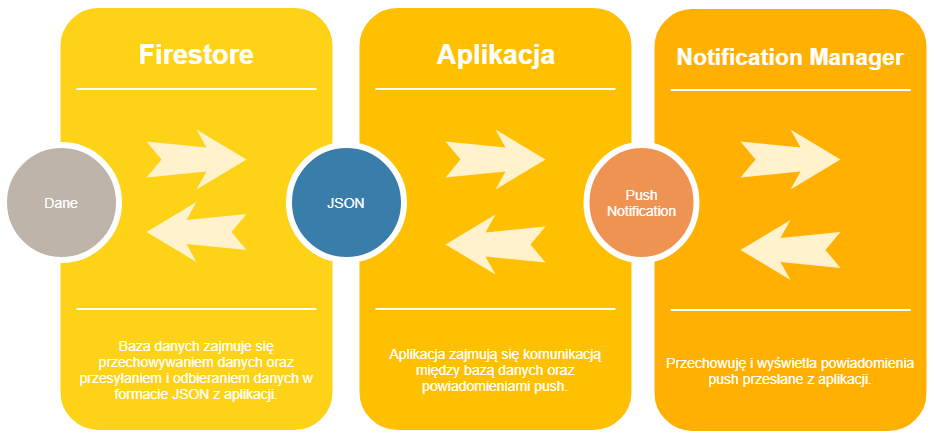 Firestore
Aplikacja
Notification Manager
Dane
JSON
Push
Notification
Baza danych zajmuje się
przechowywaniem danych oraz
przesyłaniem i odbieraniem danych w
formacie JSON z aplikacji.
Aplikacja zajmują się komunikacją
między bazą danych oraz
powiadomieniami push.
Przechowuję i wyświetla powiadomienia
push przesłane z aplikacji.